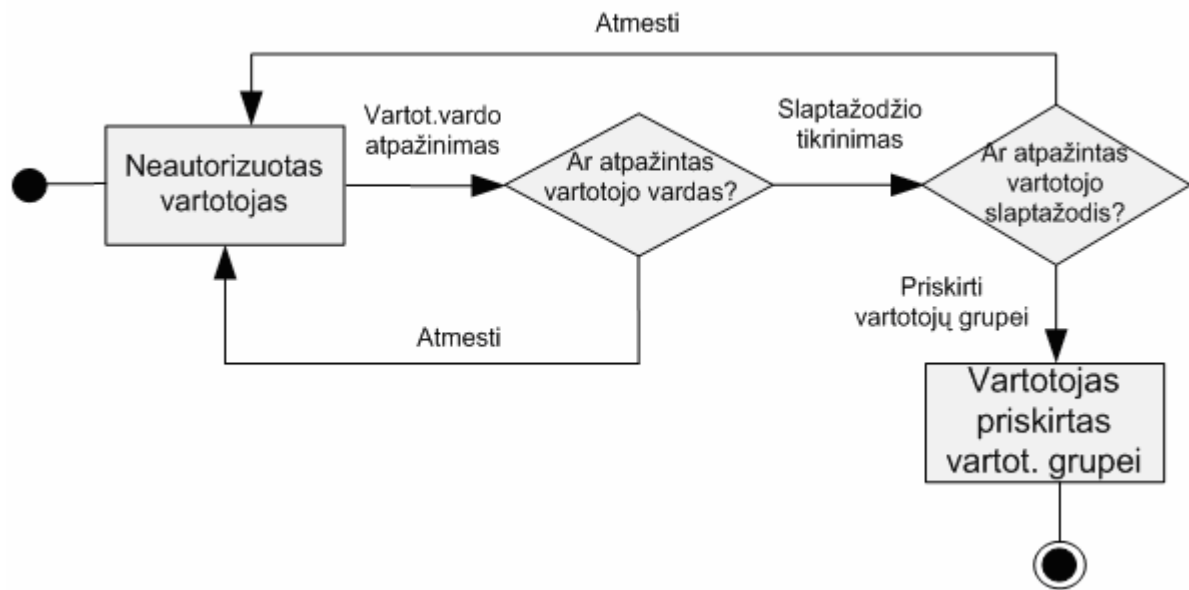 Atmesti
Vartot.vardo
atpažinimas
Slaptažodžio
tikrinimas
Neautorizuotas
vartotojas
Ar atpažintas
vartotojo vardas?
Ar atpažintas
vartotojo
slaptažodis?
Atmesti
Priskirti
vartotojų grupei
Vartotojas
priskirtas
vartot. grupei